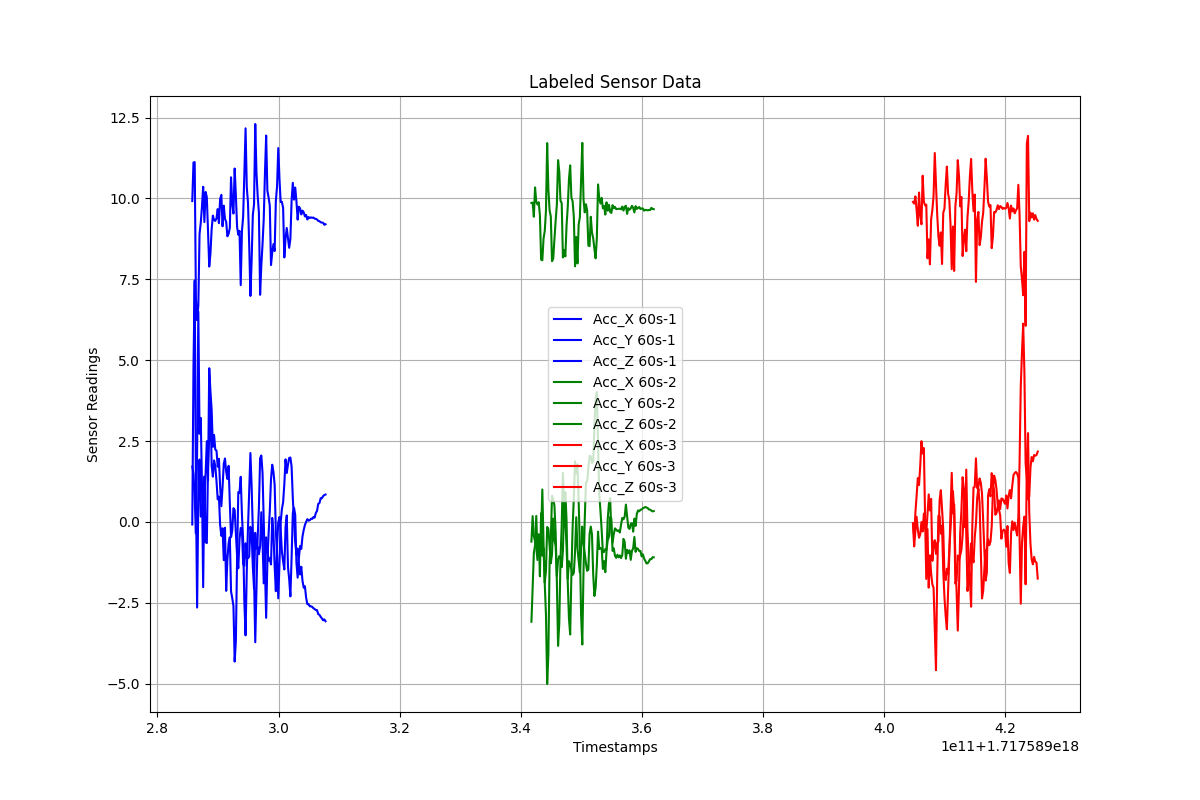 Labeled Sensor Data
12.5
10.0
7.5
5.0
2.5
0.0
−2.5
−5.0
Sensor Readings
Acc_X 60s-1
Acc_Y 60s-1
Acc_Z 60s-1
Acc_X 60s-2
Acc_Y 60s-2
Acc_Z 60s-2
Acc_X 60s-3
Acc_Y 60s-3
Acc_Z 60s-3
2.8 3.0 3.2 3.4 3.6 3.8 4.0 4.2
Timestamps
1e11+1.717589e18